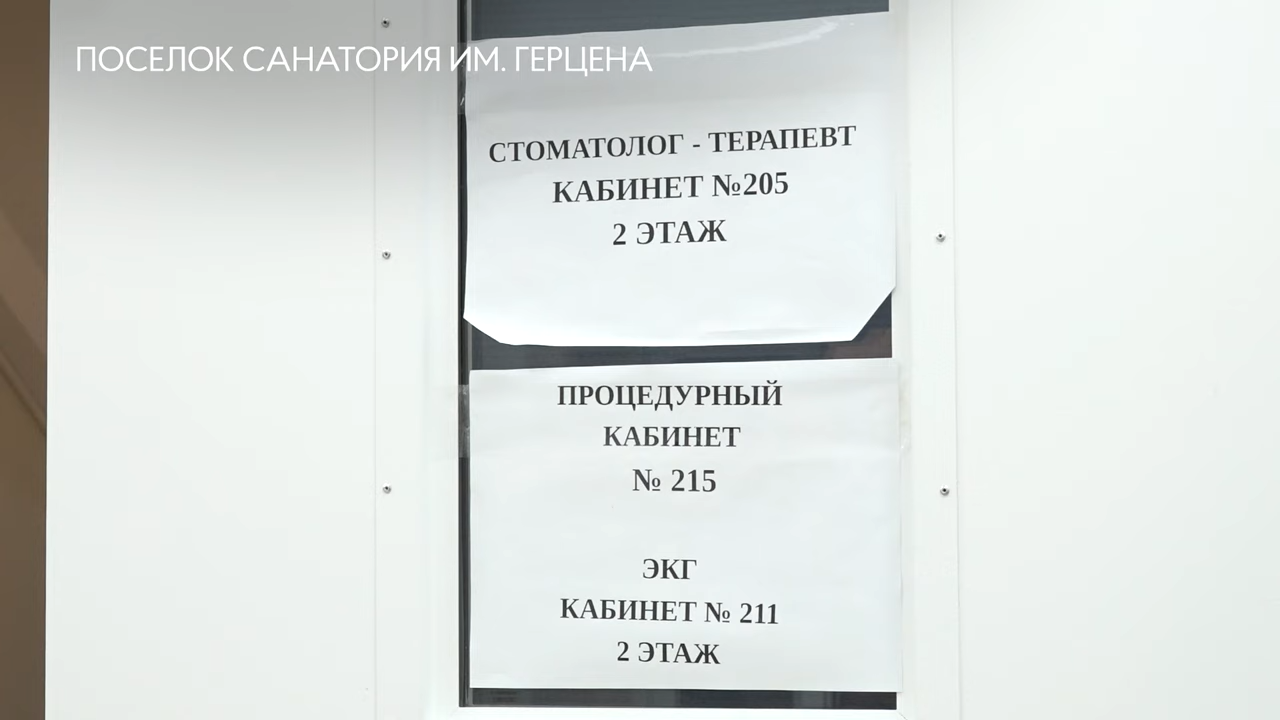 ПОСЕЛОК САНАТОРИЯ ИМ. ГЕРЦЕНА
СТОМАТОЛОГ - ТЕРАПЕВТ
КАБИНЕТ №205
2 ЭТАЖ
ПРОЦЕДУРНЫЙ
КАБИНЕТ
№ 215
ЭКГ
КАБИНЕТ № 211
2 ЭТАЖ